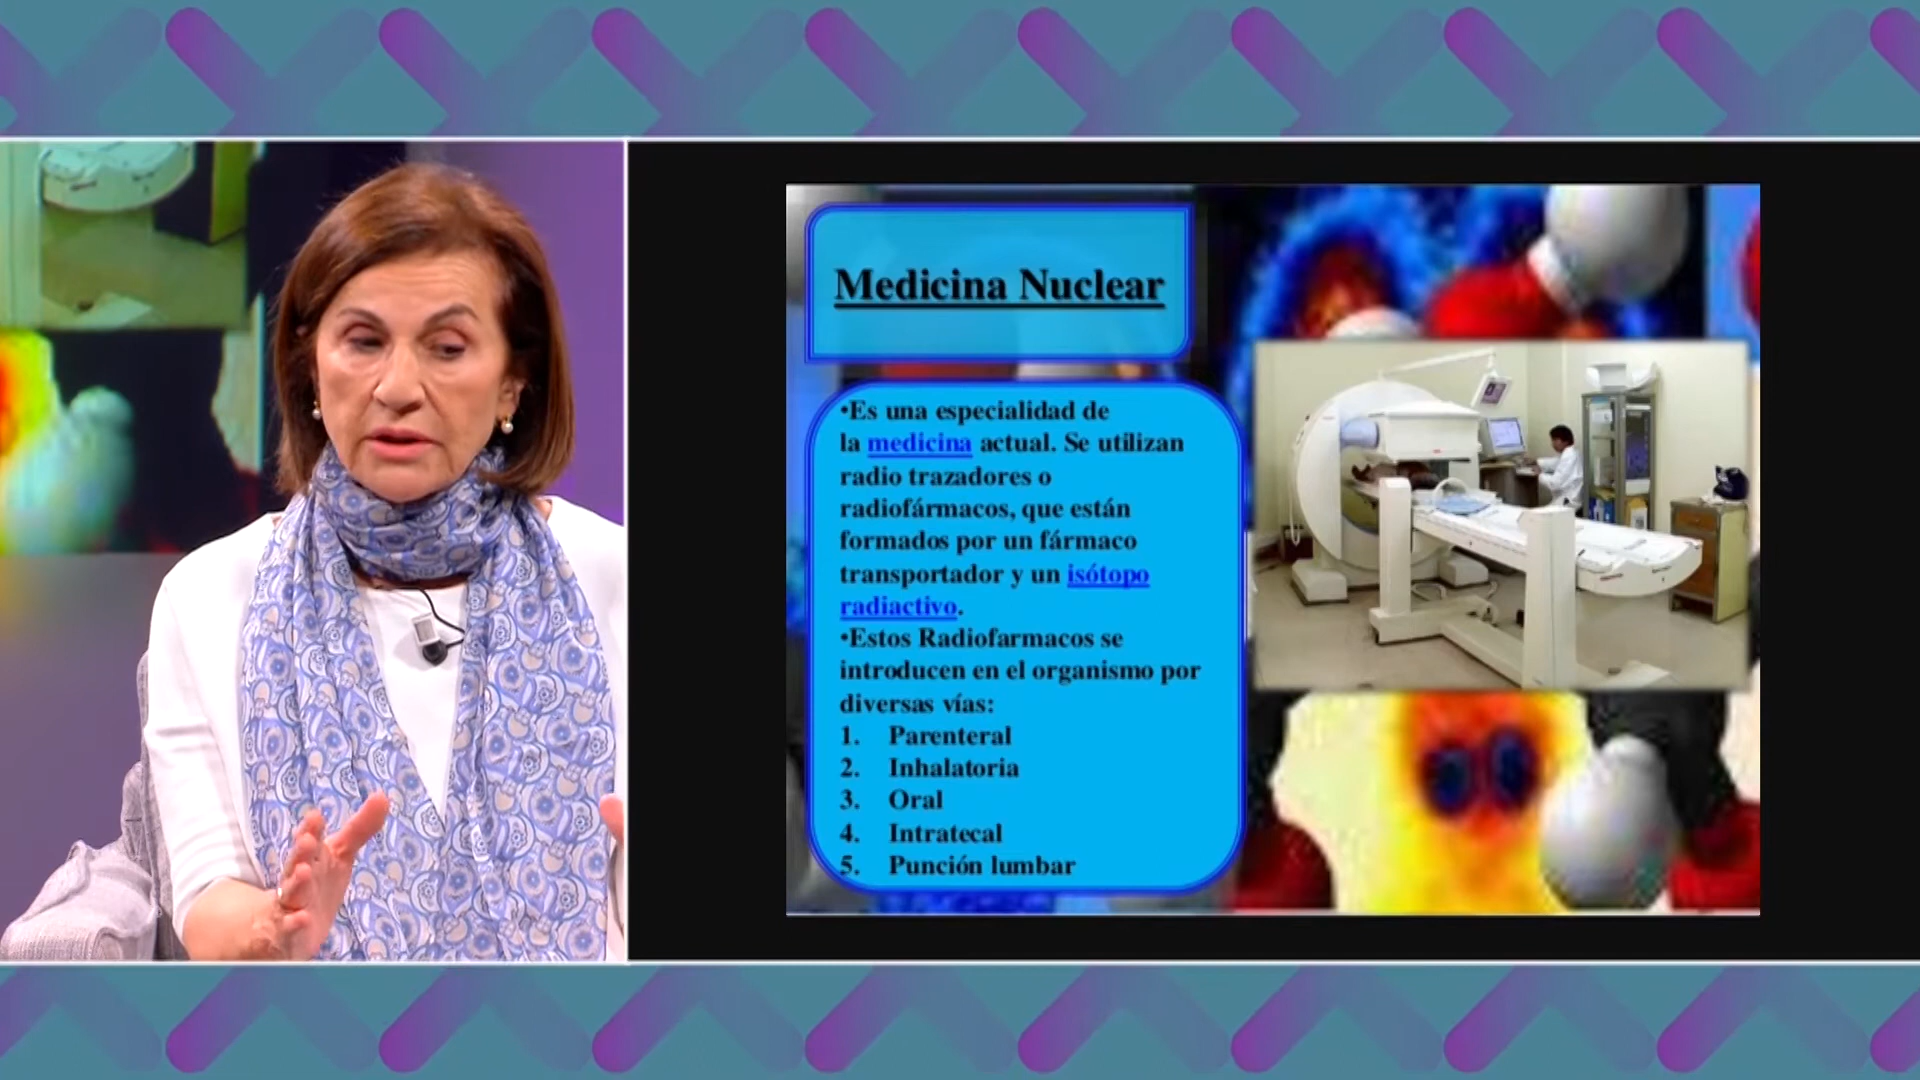 Medicina Nuclear
•Es una especialidad de
la medicina actual. Se utilizan
radio trazadores o
radiofármacos, que están
formados por un fármaco
transportador y un isótopo
radiactivo.
•Estos Radiofarmacos se
introducen en el organismo por
diversas vías:
1. Parenteral
2. Inhalatoria
3. Oral
4. Intratecal
5. Punción lumbar